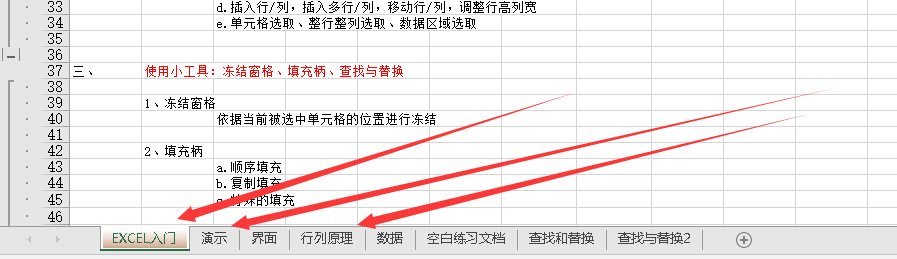 33 d.插入行/列，插入多行/列，移动行/列，调整行高列宽
34 e.单元格选取、整行整列选取、数据区域选取
35
36
37 三、 使用小工具：冻结窗格、填充柄、查找与替换
38
39 1、冻结窗格
40 依据当前被选中单元格的位置进行冻结
41
42 2、填充柄
43 a.顺序填充
44 b.复制填充
45 c.特殊的填充
46
EXCEL入门 演示 界面 行列原理 数据 空白练习文档 查找和替换 查找与替换2